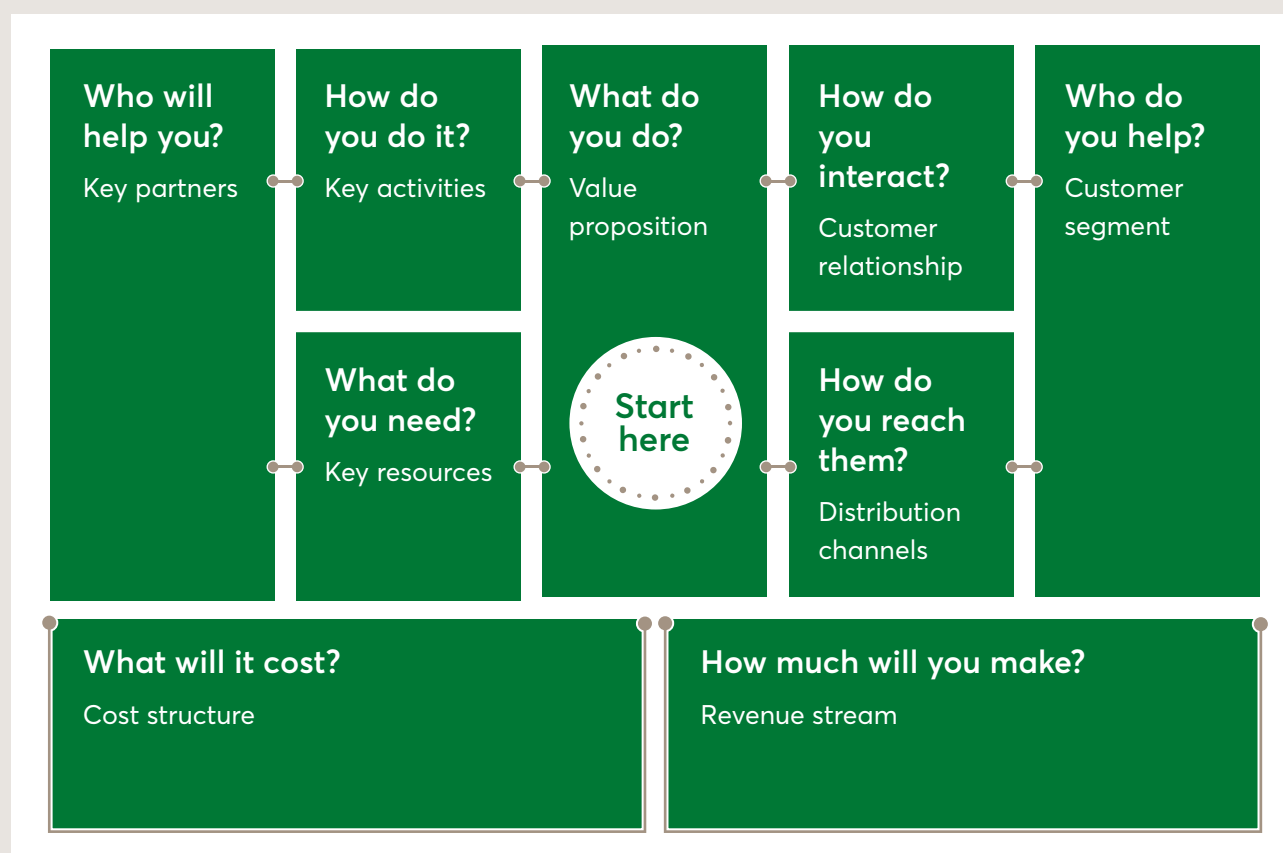 Who will
help you?
Key partners
How do
you do it?
Key activities
What do
you need?
Key resources
What do
you do?
Value
proposition
Start
here
How do
you
interact?
Customer
relationship
How do
you reach
them?
Distribution
channels
Who do
you help?
Customer
segment
What will it cost?
Cost structure
How much will you make?
Revenue stream